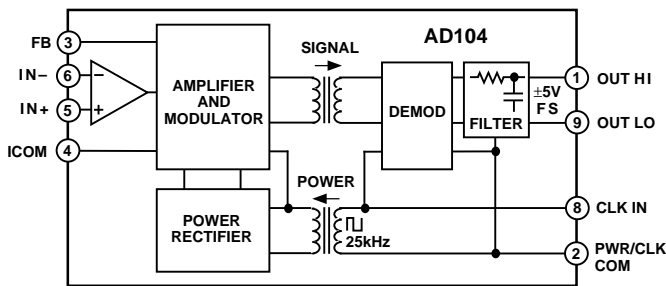 AD104
FB 3
IN– 6
IN+ 5
ICOM 4
–
+
AMPLIFIER
AND
MODULATOR
SIGNAL
DEMOD
±5V
FS
FILTER
1 OUT HI
9 OUT LO
POWER
RECTIFIER
POWER
25kHz
8 CLK IN
2 PWR/CLK
COM